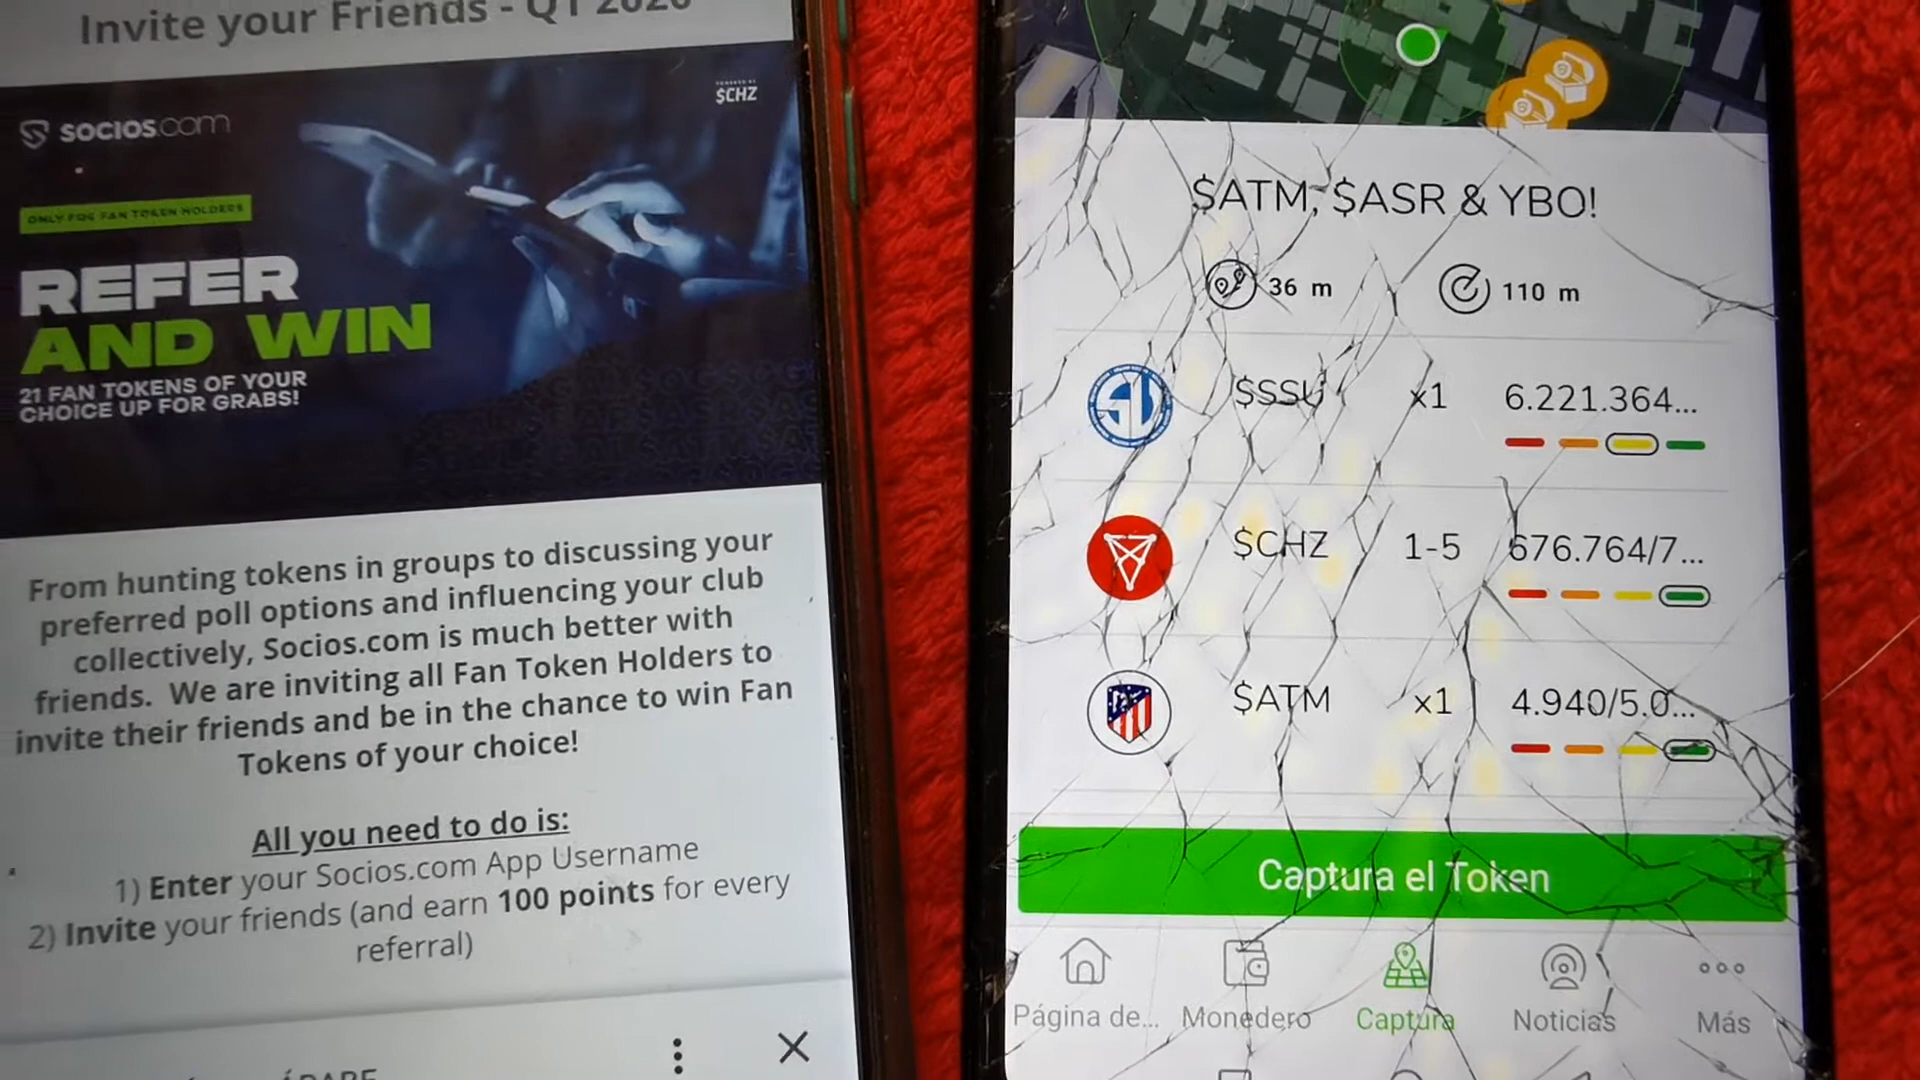 Invite your Friends - Q1 2020
SOCIOS.com
$CHZ
ONLY FOR FAN TOKEN HOLDERS
REFER
AND WIN
21 FAN TOKENS OF YOUR
CHOICE UP FOR GRABS!
From hunting tokens in groups to discussing your
preferred poll options and influencing your club
collectively, Socios.com is much better with
friends. We are inviting all Fan Token Holders to
invite their friends and be in the chance to win Fan
Tokens of your choice!
All you need to do is:
1) Enter your Socios.com App Username
2) Invite your friends (and earn 100 points for every
referral)
$ATM, $ASR & YBO!
36 m
110 m
$SSU x1 6.221.364...
$CHZ 1-5 676.764/7...
$ATM x1 4.940/5.0...
Captura el Token
Página de...
Monedero
Captura
Noticias
Más